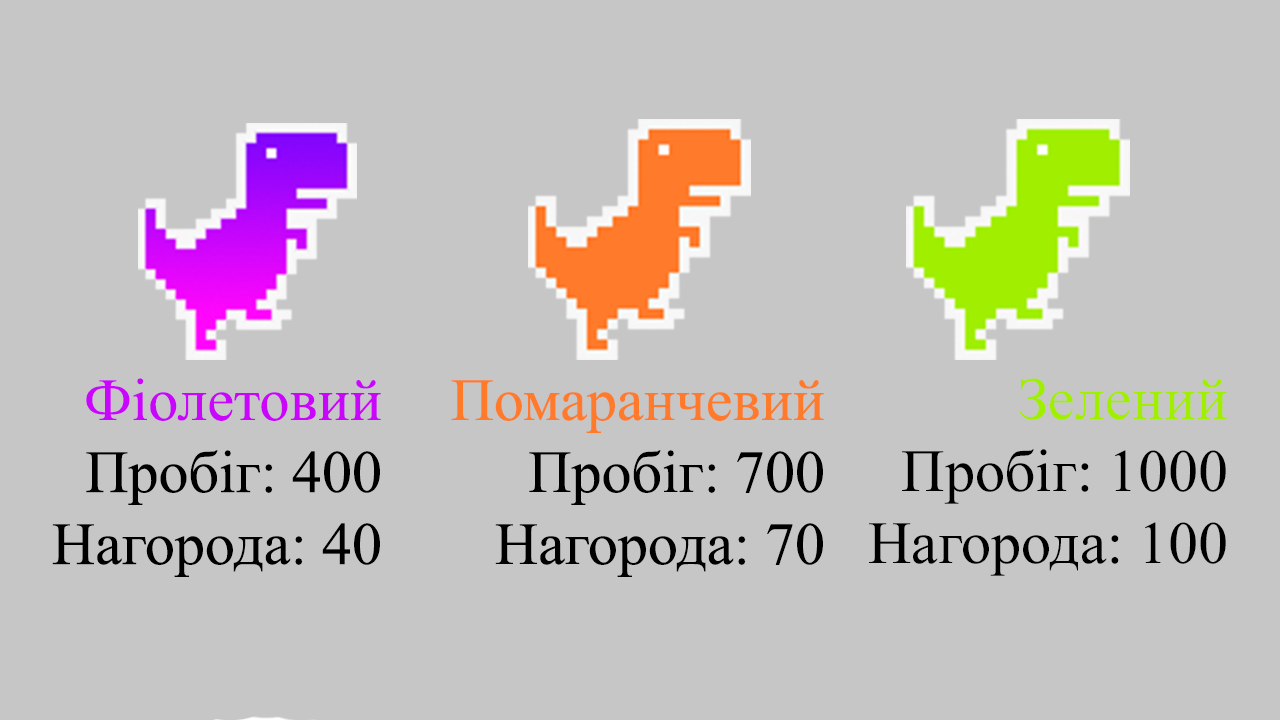 Фіолетовий
Пробіг: 400
Нагорода: 40
Помаранчевий
Пробіг: 700
Нагорода: 70
Зелений
Пробіг: 1000
Нагорода: 100